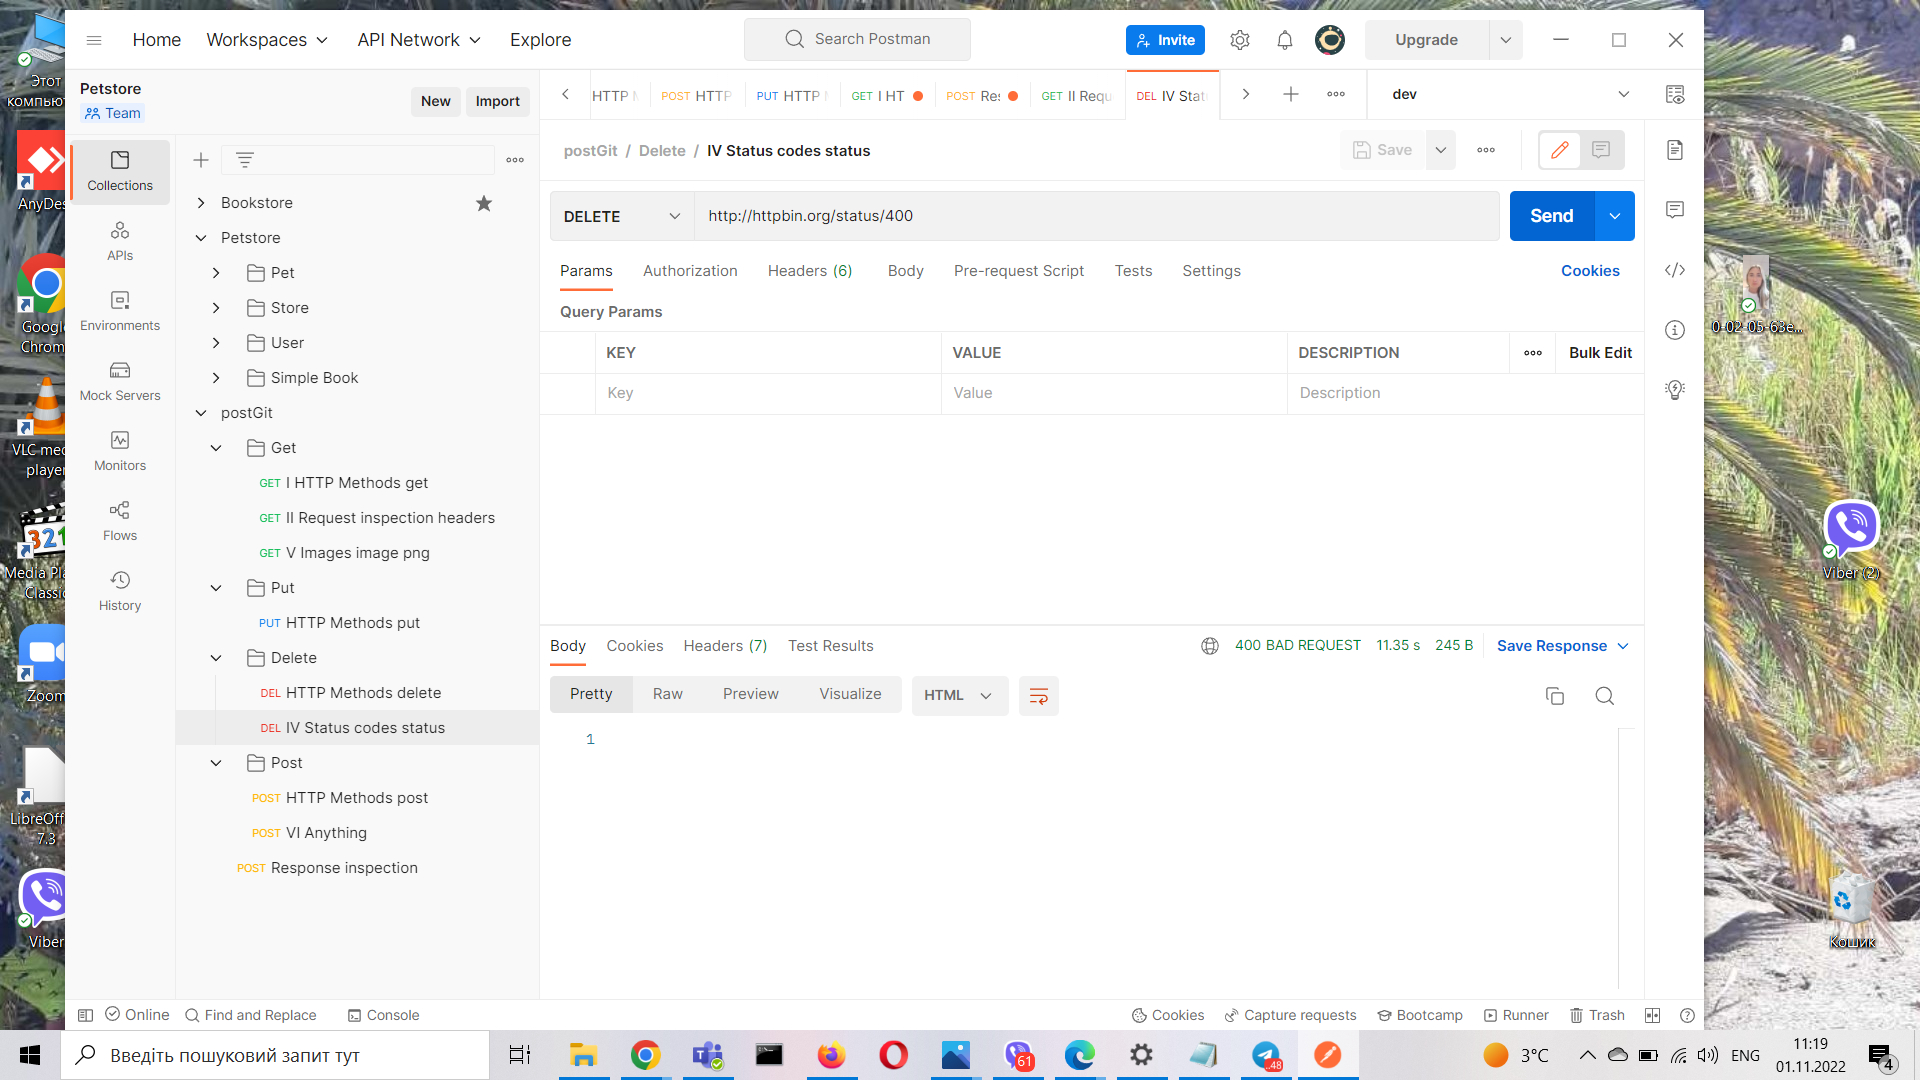 Home
Workspaces
API Network
Explore
Search Postman
Invite
Upgrade
Petstore
Team
New
Import
HTTP
POST HTTP
PUT HTTP
GET I HT
POST Res
GET II Requ
DEL IV Stat
dev
postGit / Delete / IV Status codes status
Save
Collections
APIs
Environments
Mock Servers
Monitors
Flows
History
Bookstore
Petstore
Pet
Store
User
Simple Book
postGit
Get
GET I HTTP Methods get
GET II Request inspection headers
GET V Images image png
Put
PUT HTTP Methods put
Delete
DEL HTTP Methods delete
DEL IV Status codes status
Post
POST HTTP Methods post
POST VI Anything
POST Response inspection
DELETE
http://httpbin.org/status/400
Send
Params
Authorization
Headers (6)
Body
Pre-request Script
Tests
Settings
Cookies
Query Params
KEY
VALUE
DESCRIPTION
Bulk Edit
Key
Value
Description
Body
Cookies
Headers (7)
Test Results
400 BAD REQUEST
11.35 s
245 B
Save Response
Pretty
Raw
Preview
Visualize
HTML
1
Online
Find and Replace
Console
Cookies
Capture requests
Bootcamp
Runner
Trash
Этот
компью
AnyDes
Google
Chrom
VLC med
player
321
Media Pla
Classic
Zoom
LibreOff
7.3
Viber
0-02-05-63e...
Viber (2)
Кошик
Введіть пошуковий запит тут
61
.48
3°C
ENG
11:19
01.11.2022
4